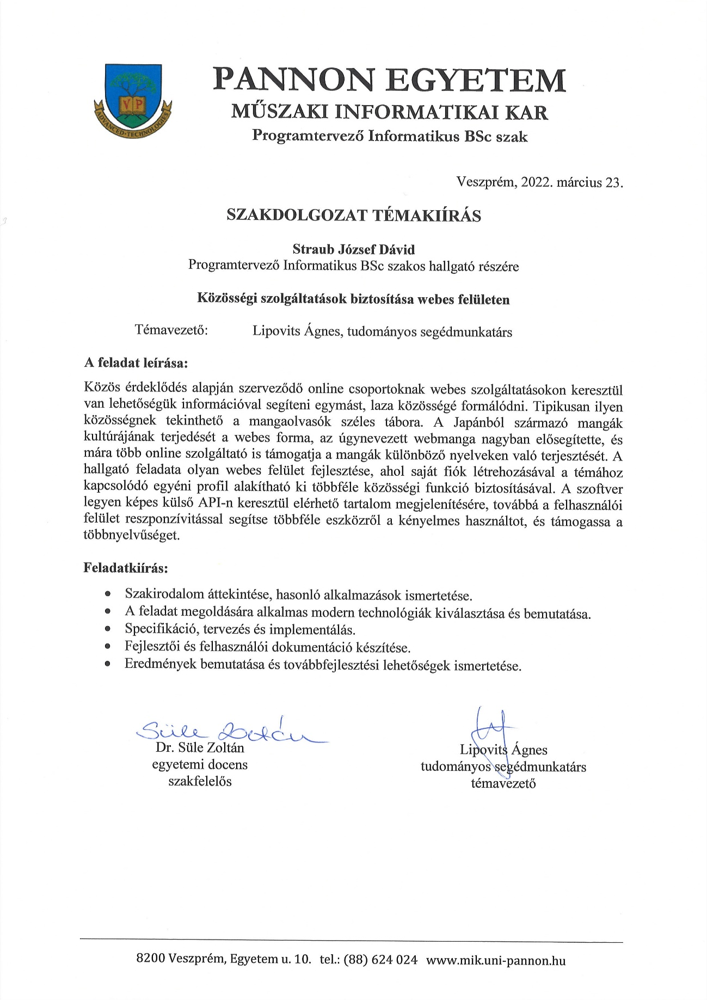 PANNON EGYETEM
MŰSZAKI INFORMATIKAI KAR
Programtervező Informatikus BSc szak
V P
ADVANCED·TECHNOLOGIES
Veszprém, 2022. március 23.
SZAKDOLGOZAT TÉMAKIÍRÁS
Straub József Dávid
Programtervező Informatikus BSc szakos hallgató részére
Közösségi szolgáltatások biztosítása webes felületen
Témavezető: Lipovits Ágnes, tudományos segédmunkatárs
A feladat leírása:
Közös érdeklődés alapján szerveződő online csoportoknak webes szolgáltatásokon keresztül
van lehetőségük információval segíteni egymást, laza közösségé formálódni. Tipikusan ilyen
közösségnek tekinthető a mangaolvasók széles tábora. A Japánból származó mangák
kultúrájának terjedését a webes forma, az úgynevezett webmanga nagyban elősegítette, és
mára több online szolgáltató is támogatja a mangák különböző nyelveken való terjesztését. A
hallgató feladata olyan webes felület fejlesztése, ahol saját fiók létrehozásával a témához
kapcsolódó egyéni profil alakítható ki többféle közösségi funkció biztosításával. A szoftver
legyen képes külső API-n keresztül elérhető tartalom megjelenítésére, továbbá a felhasználói
felület reszponzívitással segítse többféle eszközről a kényelmes használtot, és támogassa a
többnyelvűséget.
Feladatkiírás:
• Szakirodalom áttekintése, hasonló alkalmazások ismertetése.
• A feladat megoldására alkalmas modern technológiák kiválasztása és bemutatása.
• Specifikáció, tervezés és implementálás.
• Fejlesztői és felhasználói dokumentáció készítése.
• Eredmények bemutatása és továbbfejlesztési lehetőségek ismertetése.
Süle Zoltán
Dr. Süle Zoltán
egyetemi docens
szakfelelős
Lipovits Ágnes
tudományos segédmunkatárs
témavezető
8200 Veszprém, Egyetem u. 10. tel.: (88) 624 024 www.mik.uni-pannon.hu